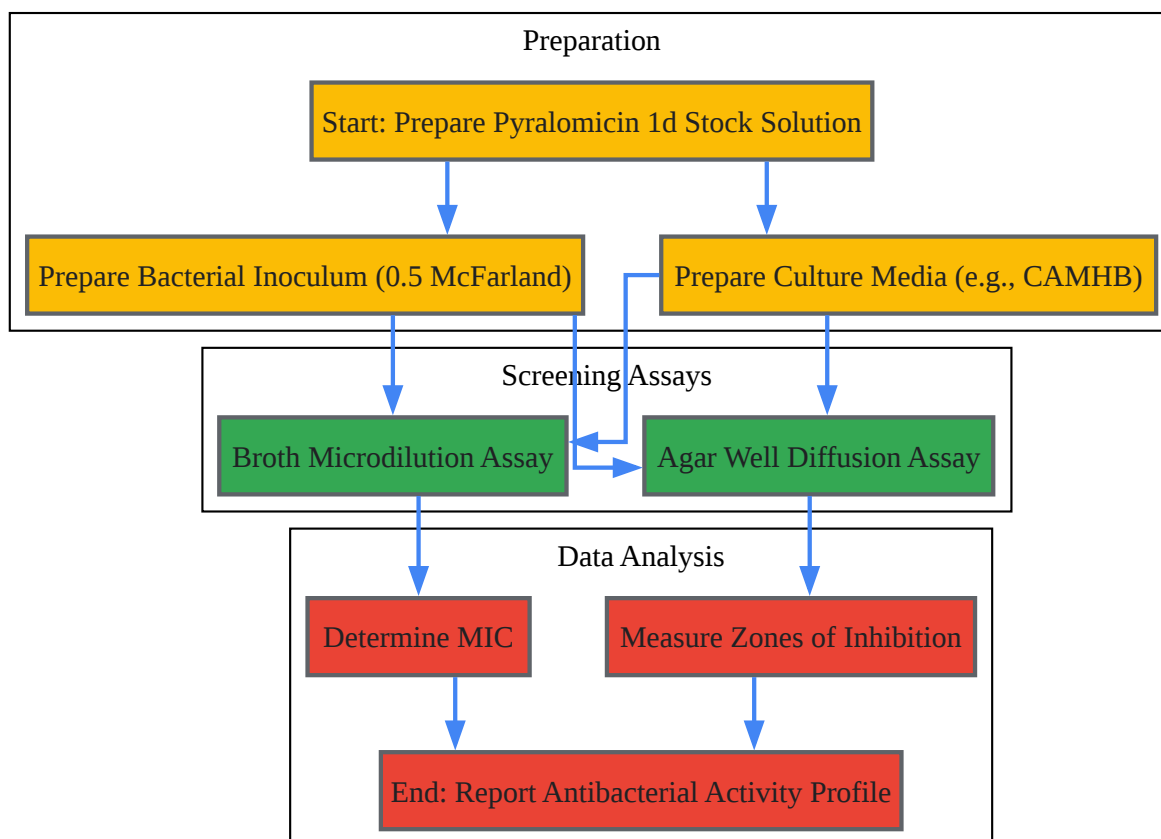 Preparation
Start: Prepare Pyralomicin 1d Stock Solution
Prepare Bacterial Inoculum (0.5 McFarland)
Prepare Culture Media (e.g., CAMHB)
Screening Assays
Broth Microdilution Assay
Agar Well Diffusion Assay
Data Analysis
Determine MIC
Measure Zones of Inhibition
End: Report Antibacterial Activity Profile